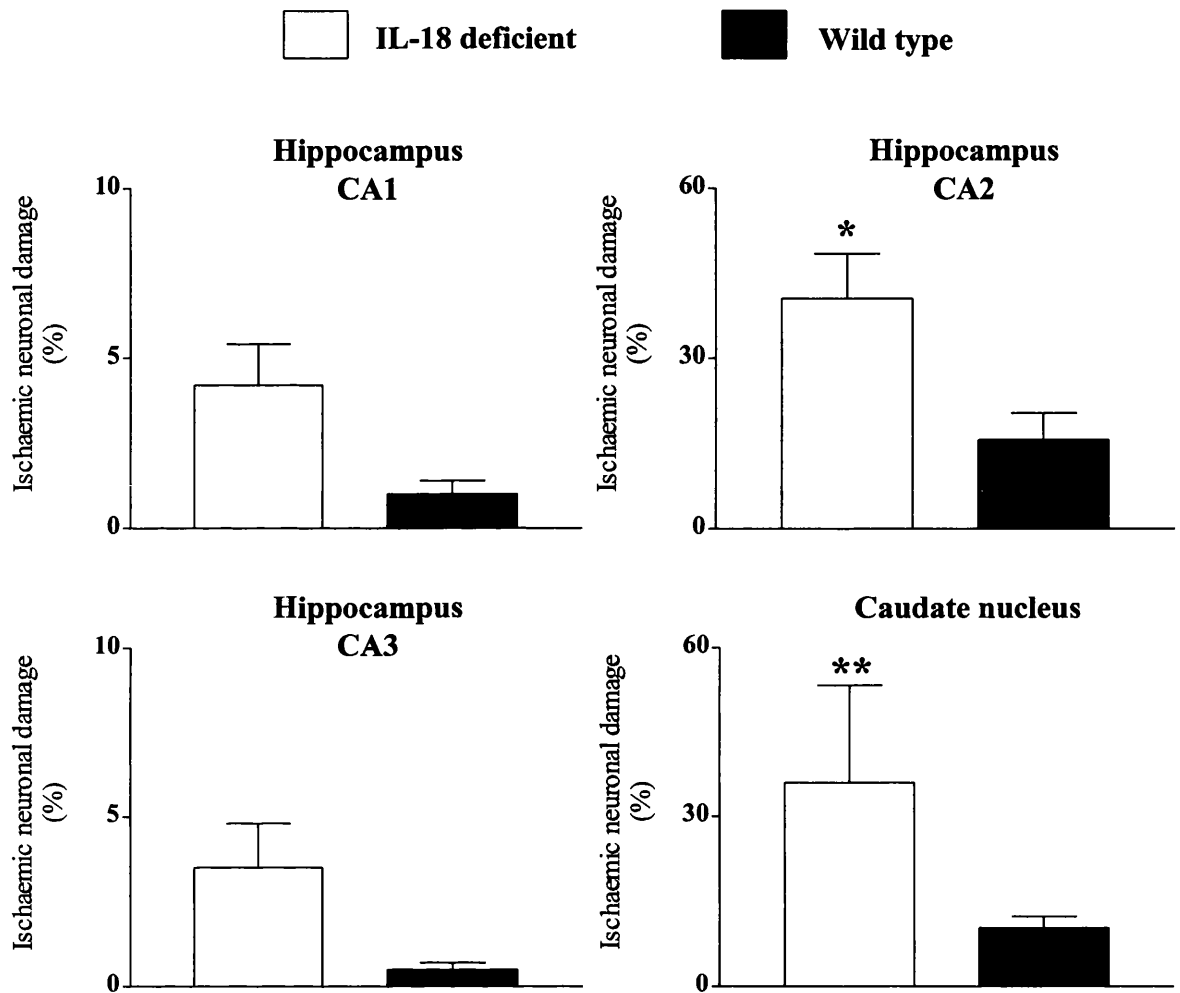 IL-18 deficient
Wild type
Hippocampus
CA1
10
5
0
Ischaemic neuronal damage
(%)
Hippocampus
CA2
60
30
0
*
Ischaemic neuronal damage
(%)
Hippocampus
CA3
10
5
0
Ischaemic neuronal damage
(%)
Caudate nucleus
60
30
0
**
Ischaemic neuronal damage
(%)